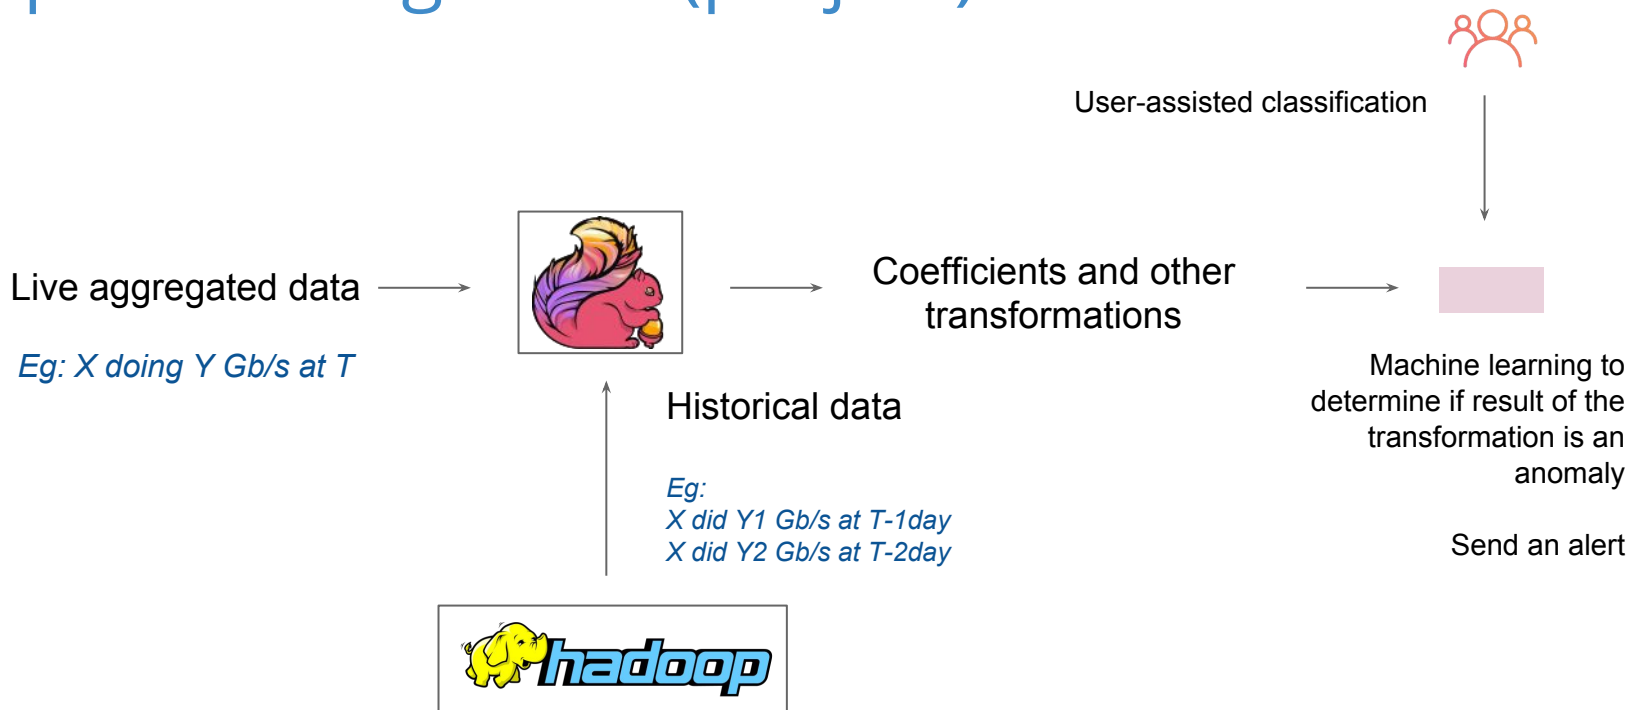 User-assisted classification
Live aggregated data
Eg: X doing Y Gb/s at T
Coefficients and other
transformations
Historical data
Eg:
X did Y1 Gb/s at T-1day
X did Y2 Gb/s at T-2day
Machine learning to
determine if result of the
transformation is an
anomaly
Send an alert
hadoop